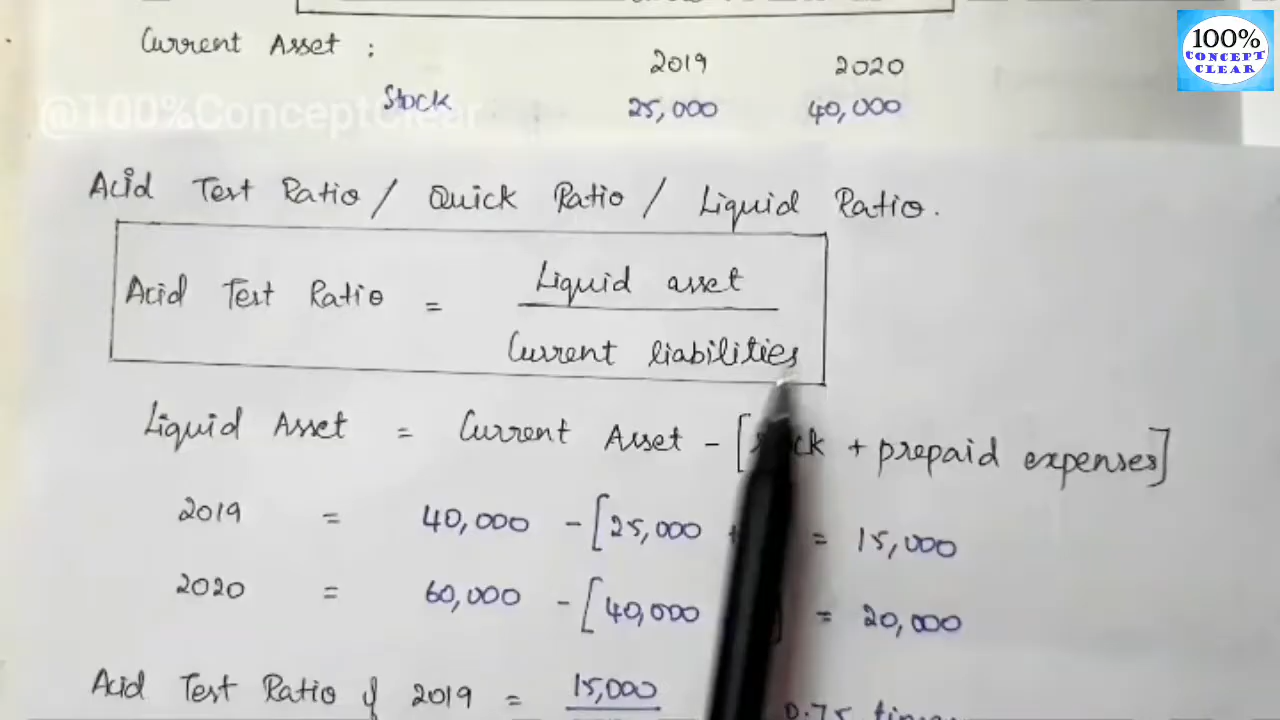 100%
CONCEPT
CLEAR
Current Asset :
2019 2020
Stock 25,000 40,000
@100%ConceptClear
Acid Test Ratio / Quick Ratio / Liquid Ratio.
Acid Test Ratio = Liquid asset
Current liabilities
Liquid Asset = Current Asset - [ + prepaid expenses]
2019 = 40,000 - [25,000 = 15,000
2020 = 60,000 - [40,000 ] = 20,000
Acid Test Ratio of 2019 = 15,000
0.75